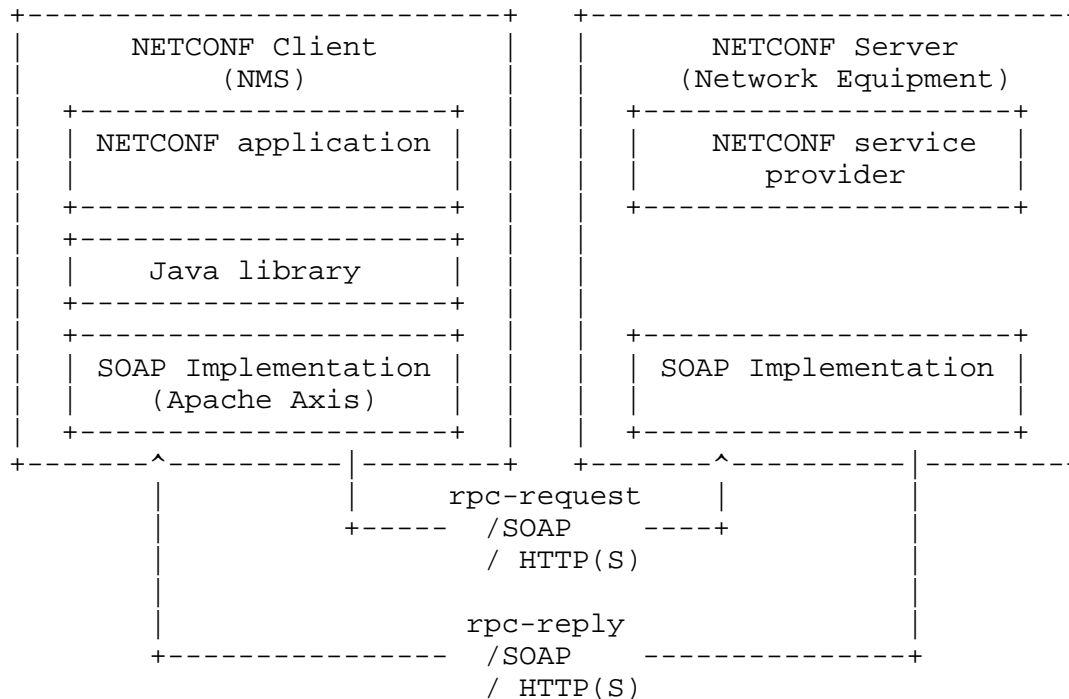 NETCONF Client
(NMS)
NETCONF Server
(Network Equipment)
NETCONF application
NETCONF service
provider
Java library
SOAP Implementation
(Apache Axis)
SOAP Implementation
rpc-request
/SOAP
/ HTTP(S)
rpc-reply
/SOAP
/ HTTP(S)